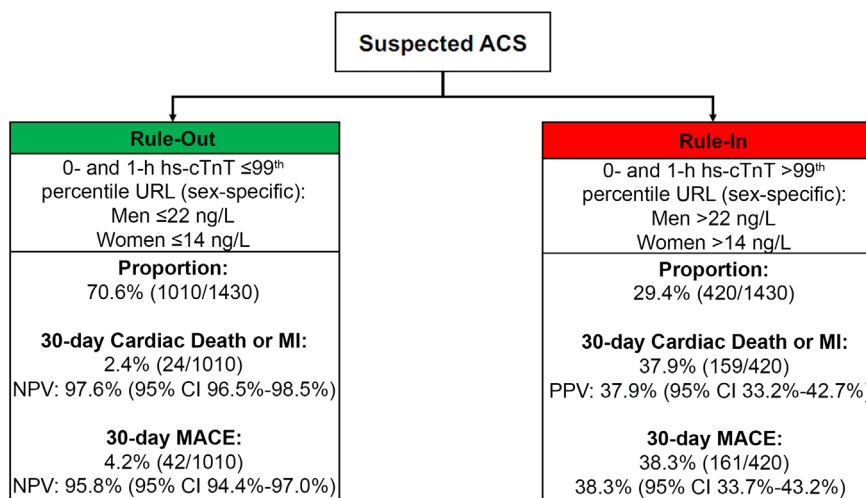 Suspected ACS
Rule-Out
0- and 1-h hs-cTnT ≤99th
percentile URL (sex-specific):
Men ≤22 ng/L
Women ≤14 ng/L
Proportion:
70.6% (1010/1430)
30-day Cardiac Death or MI:
2.4% (24/1010)
NPV: 97.6% (95% CI 96.5%-98.5%)
30-day MACE:
4.2% (42/1010)
NPV: 95.8% (95% CI 94.4%-97.0%)
Rule-In
0- and 1-h hs-cTnT >99th
percentile URL (sex-specific):
Men >22 ng/L
Women >14 ng/L
Proportion:
29.4% (420/1430)
30-day Cardiac Death or MI:
37.9% (159/420)
PPV: 37.9% (95% CI 33.2%-42.7%)
30-day MACE:
38.3% (161/420)
38.3% (95% CI 33.7%-43.2%)